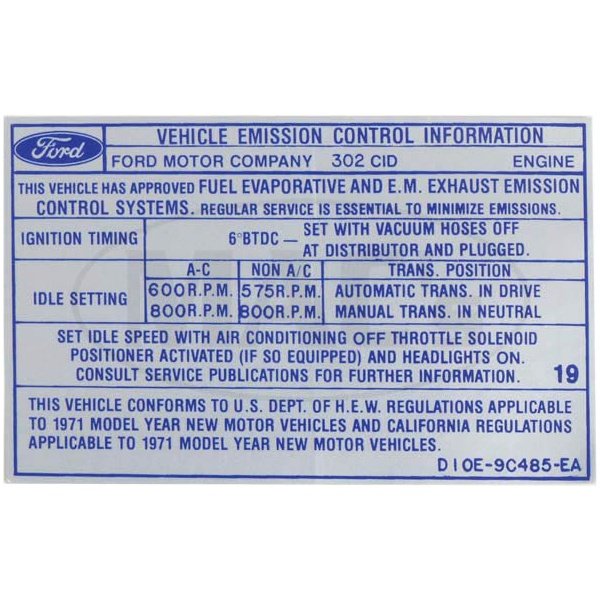 Ford
VEHICLE EMISSION CONTROL INFORMATION
FORD MOTOR COMPANY 302 CID ENGINE
THIS VEHICLE HAS APPROVED FUEL EVAPORATIVE AND E.M. EXHAUST EMISSION
CONTROL SYSTEMS. REGULAR SERVICE IS ESSENTIAL TO MINIMIZE EMISSIONS.
IGNITION TIMING 6°BTDC — SET WITH VACUUM HOSES OFF
AT DISTRIBUTOR AND PLUGGED.
IDLE SETTING A-C NON A/C TRANS. POSITION
600R.P.M. 575R.P.M. AUTOMATIC TRANS. IN DRIVE
800R.P.M. 800R.P.M. MANUAL TRANS. IN NEUTRAL
SET IDLE SPEED WITH AIR CONDITIONING OFF THROTTLE SOLENOID
POSITIONER ACTIVATED (IF SO EQUIPPED) AND HEADLIGHTS ON.
CONSULT SERVICE PUBLICATIONS FOR FURTHER INFORMATION. 19
THIS VEHICLE CONFORMS TO U.S. DEPT. OF H.E.W. REGULATIONS APPLICABLE
TO 1971 MODEL YEAR NEW MOTOR VEHICLES AND CALIFORNIA REGULATIONS
APPLICABLE TO 1971 MODEL YEAR NEW MOTOR VEHICLES.
D1OE-9C485-EA